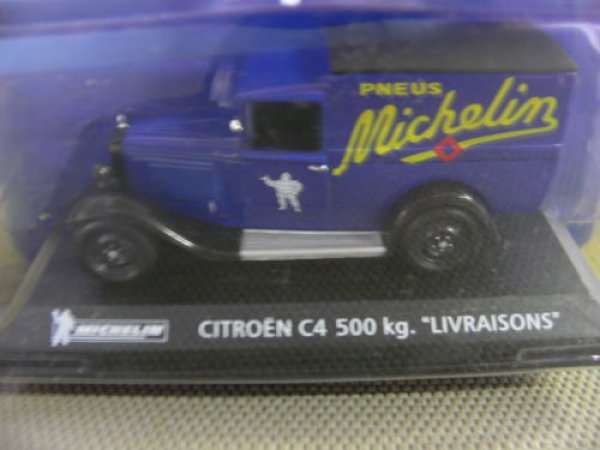 PNEUS
Michelin
MICHELIN
CITROËN C4 500 kg. "LIVRAISONS"